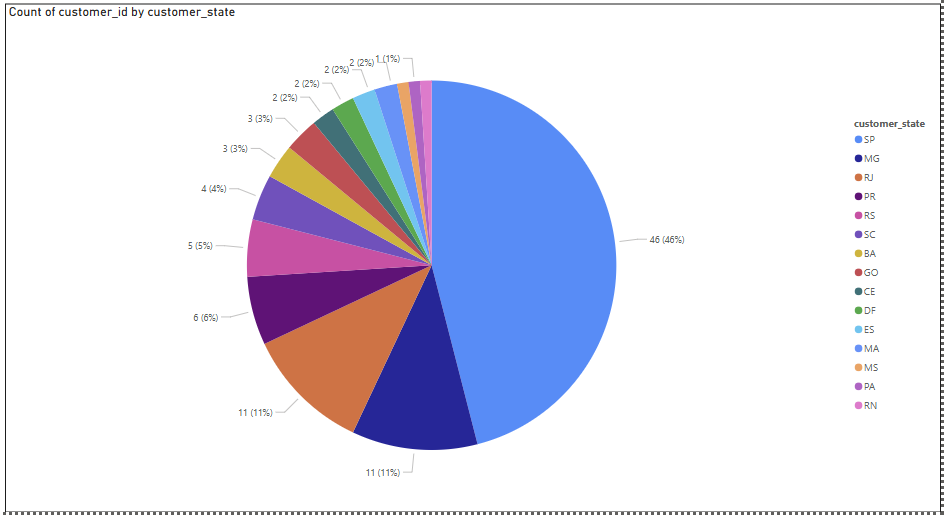 Count of customer_id by customer_state
46 (46%)
11 (11%)
11 (11%)
6 (6%)
5 (5%)
4 (4%)
3 (3%)
3 (3%)
2 (2%)
2 (2%)
2 (2%)
2 (2%)
1 (1%)
customer_state
SP
MG
RJ
PR
RS
SC
BA
GO
CE
DF
ES
MA
MS
PA
RN